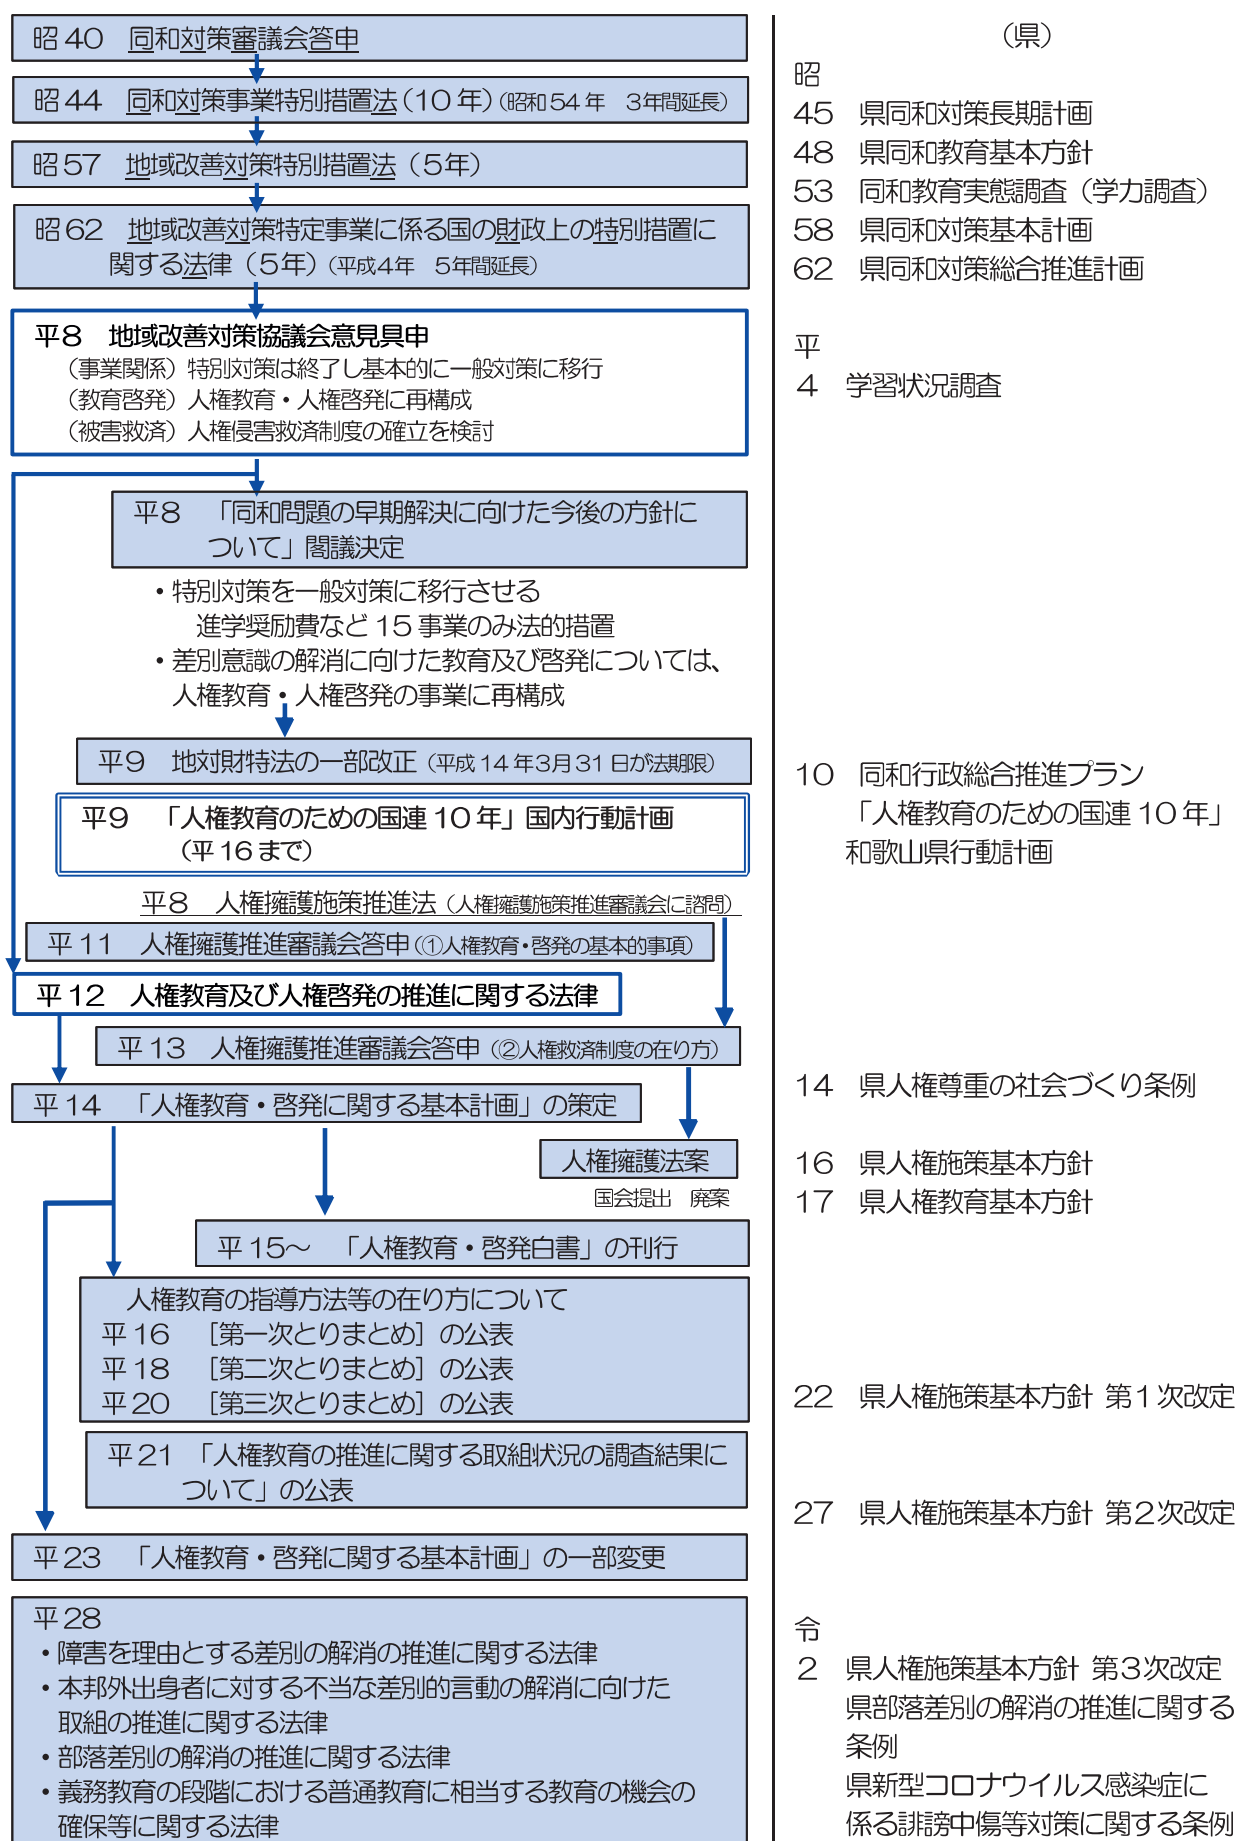 昭40　同和対策審議会答申
昭44　同和対策事業特別措置法（10年）（昭和54年　3年間延長）
昭57　地域改善対策特別措置法（5年）
昭62　地域改善対策特定事業に係る国の財政上の特別措置に
関する法律（5年）（平成4年　5年間延長）
平8　地域改善対策協議会意見具申
（事業関係）特別対策は終了し基本的に一般対策に移行
（教育啓発）人権教育・人権啓発に再構成
（被害救済）人権侵害救済制度の確立を検討
平8　「同和問題の早期解決に向けた今後の方針に
ついて」閣議決定
・特別対策を一般対策に移行させる
進学奨励費など15事業のみ法的措置
・差別意識の解消に向けた教育及び啓発については、
人権教育・人権啓発の事業に再構成
平9　地対財特法の一部改正（平成14年3月31日が法期限）
平9　「人権教育のための国連10年」国内行動計画
（平16まで）
平8　人権擁護施策推進法（人権擁護施策推進審議会に諮問）
平11　人権擁護推進審議会答申（①人権教育・啓発の基本的事項）
平12　人権教育及び人権啓発の推進に関する法律
平13　人権擁護推進審議会答申（②人権救済制度の在り方）
平14　「人権教育・啓発に関する基本計画」の策定
人権擁護法案
国会提出　廃案
平15～　「人権教育・啓発白書」の刊行
人権教育の指導方法等の在り方について
平16　［第一次とりまとめ］の公表
平18　［第二次とりまとめ］の公表
平20　［第三次とりまとめ］の公表
平21　「人権教育の推進に関する取組状況の調査結果に
ついて」の公表
平23　「人権教育・啓発に関する基本計画」の一部変更
平28
・障害を理由とする差別の解消の推進に関する法律
・本邦外出身者に対する不当な差別的言動の解消に向けた
取組の推進に関する法律
・部落差別の解消の推進に関する法律
・義務教育の段階における普通教育に相当する教育の機会の
確保等に関する法律
（県）
昭
45　県同和対策長期計画
48　県同和教育基本方針
53　同和教育実態調査（学力調査）
58　県同和対策基本計画
62　県同和対策総合推進計画
平
4　学習状況調査
10　同和行政総合推進プラン
「人権教育のための国連10年」
和歌山県行動計画
14　県人権尊重の社会づくり条例
16　県人権施策基本方針
17　県人権教育基本方針
22　県人権施策基本方針 第1次改定
27　県人権施策基本方針 第2次改定
令
2　県人権施策基本方針 第3次改定
県部落差別の解消の推進に関する
条例
県新型コロナウイルス感染症に
係る誹謗中傷等対策に関する条例